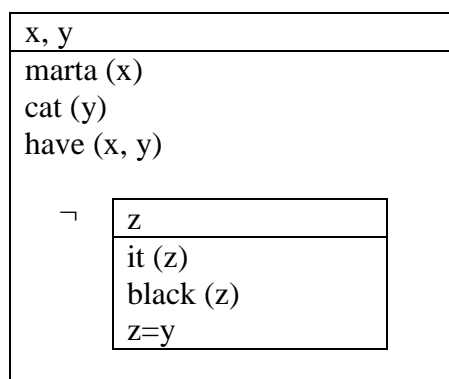 x, y
marta (x)
cat (y)
have (x, y)
¬ z
it (z)
black (z)
z=y